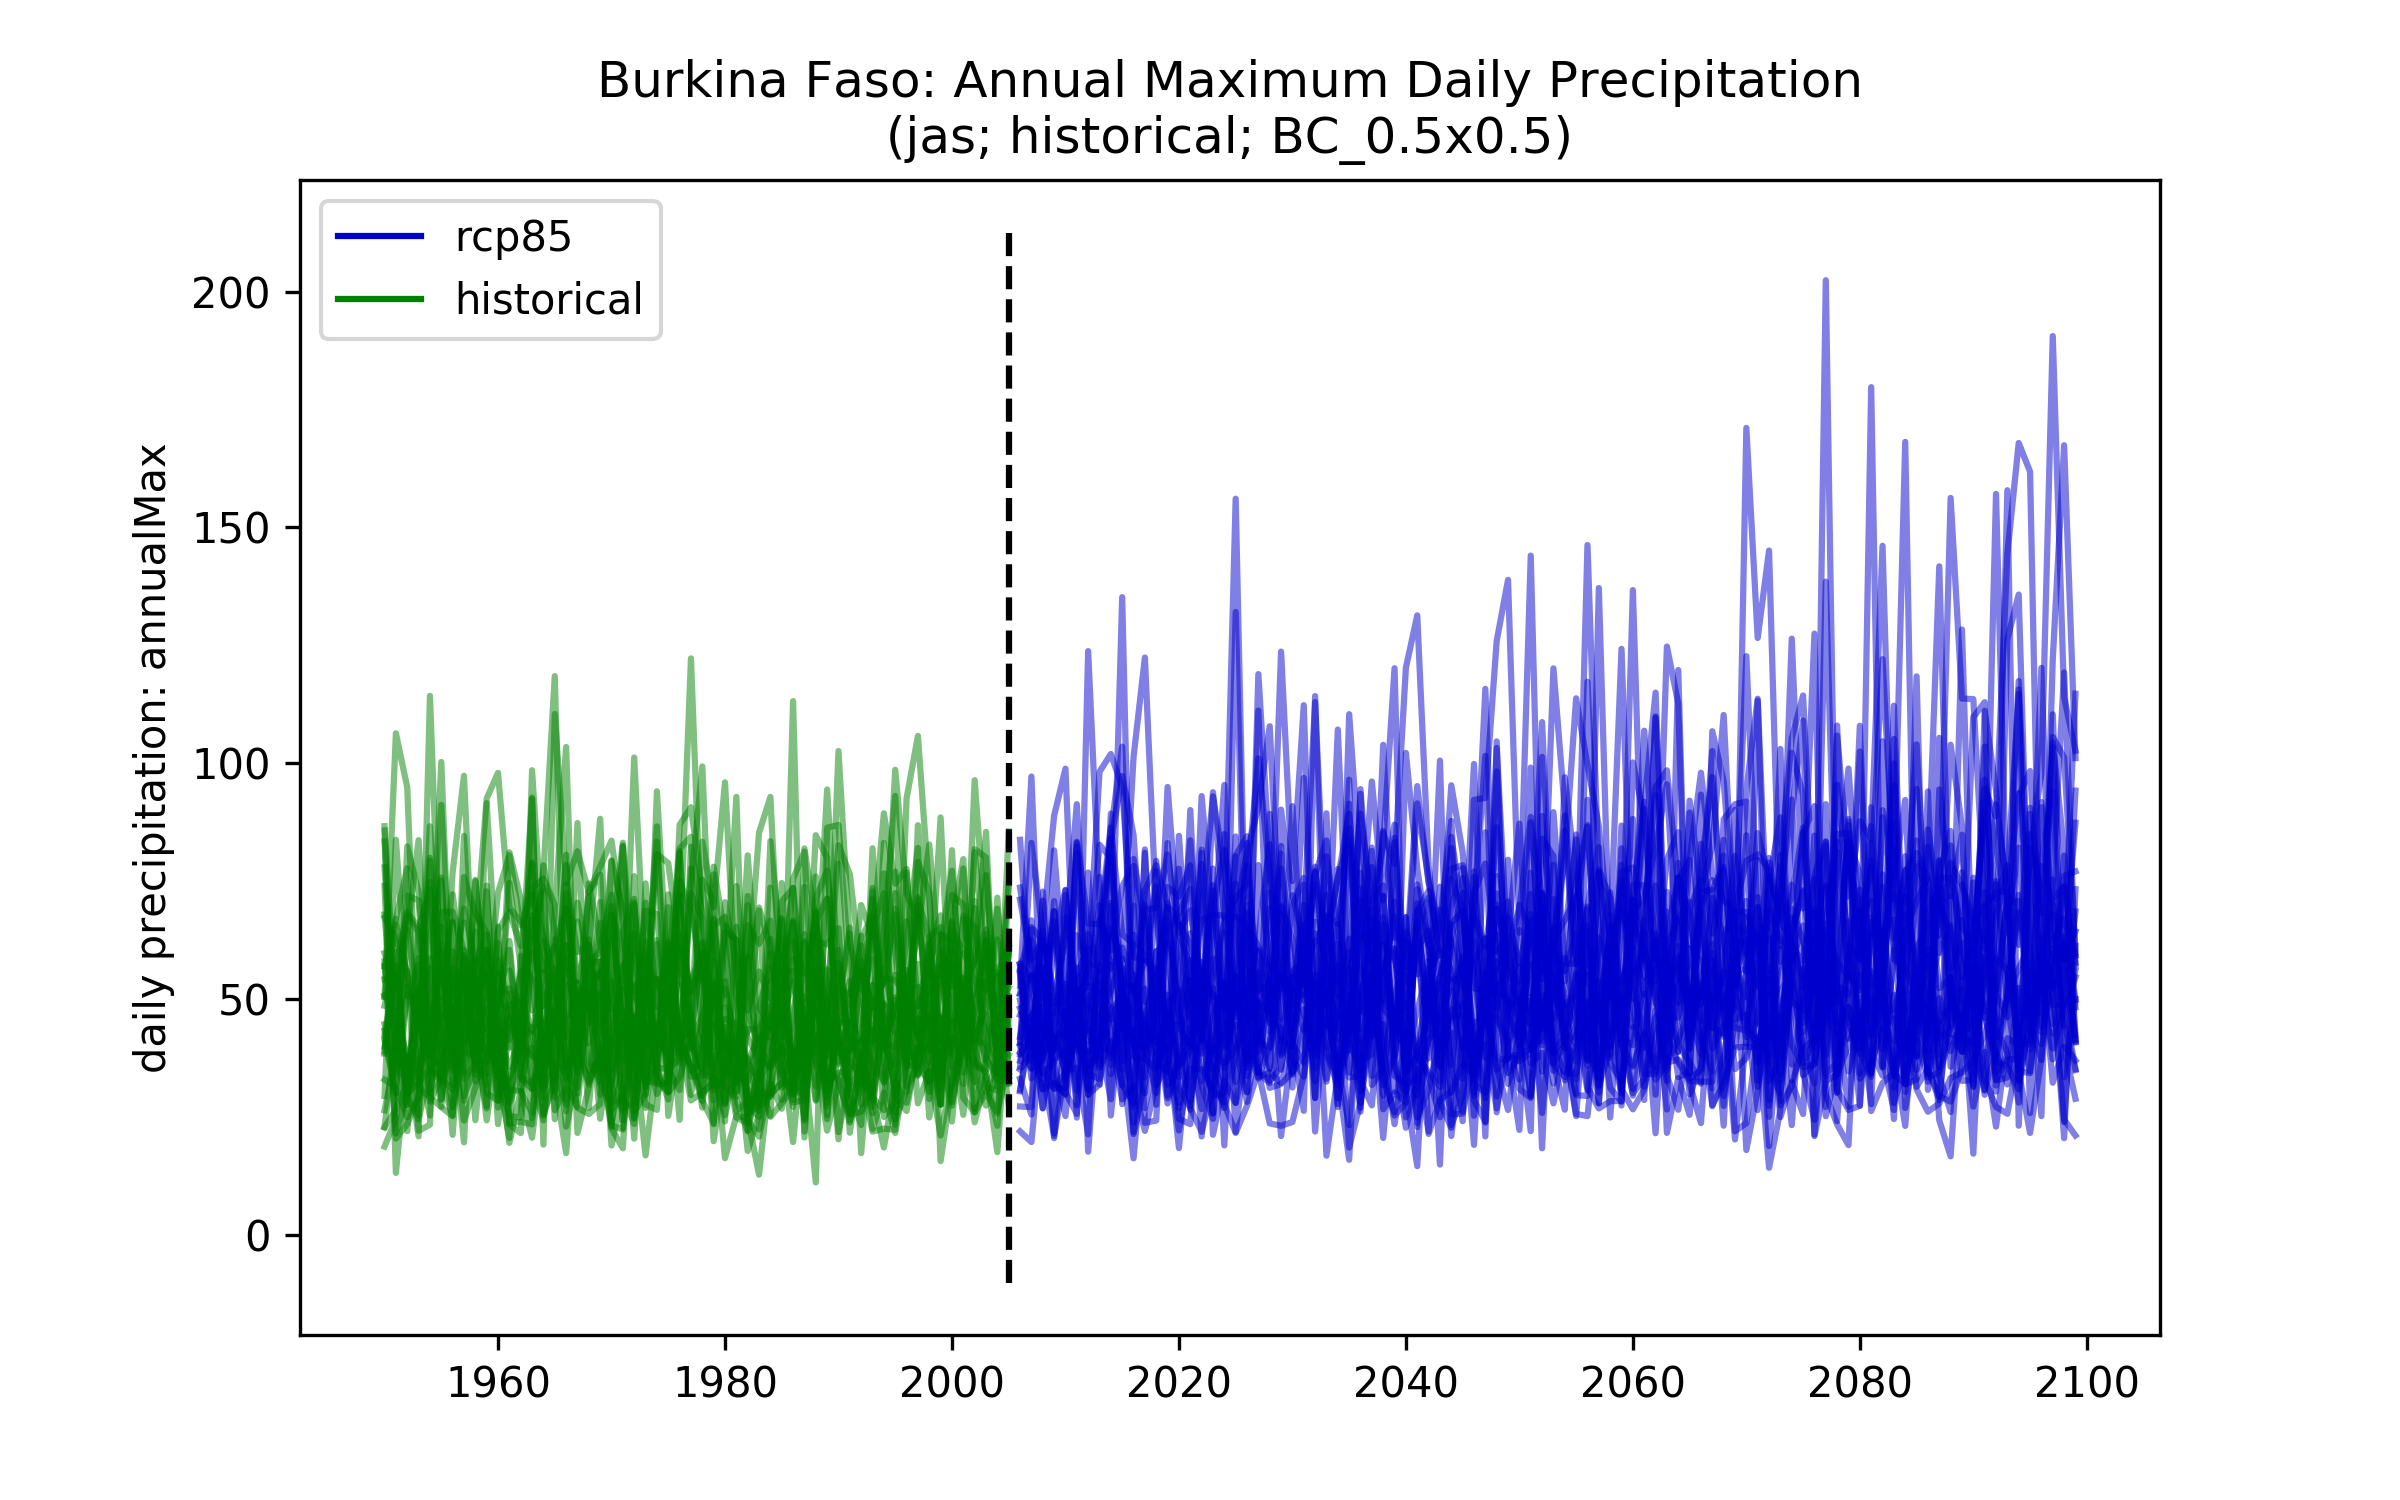 Burkina Faso: Annual Maximum Daily Precipitation
(jas; historical; BC_0.5x0.5)
rcp85
historical
daily precipitation: annualMax
200
150
100
50
0
1960
1980
2000
2020
2040
2060
2080
2100